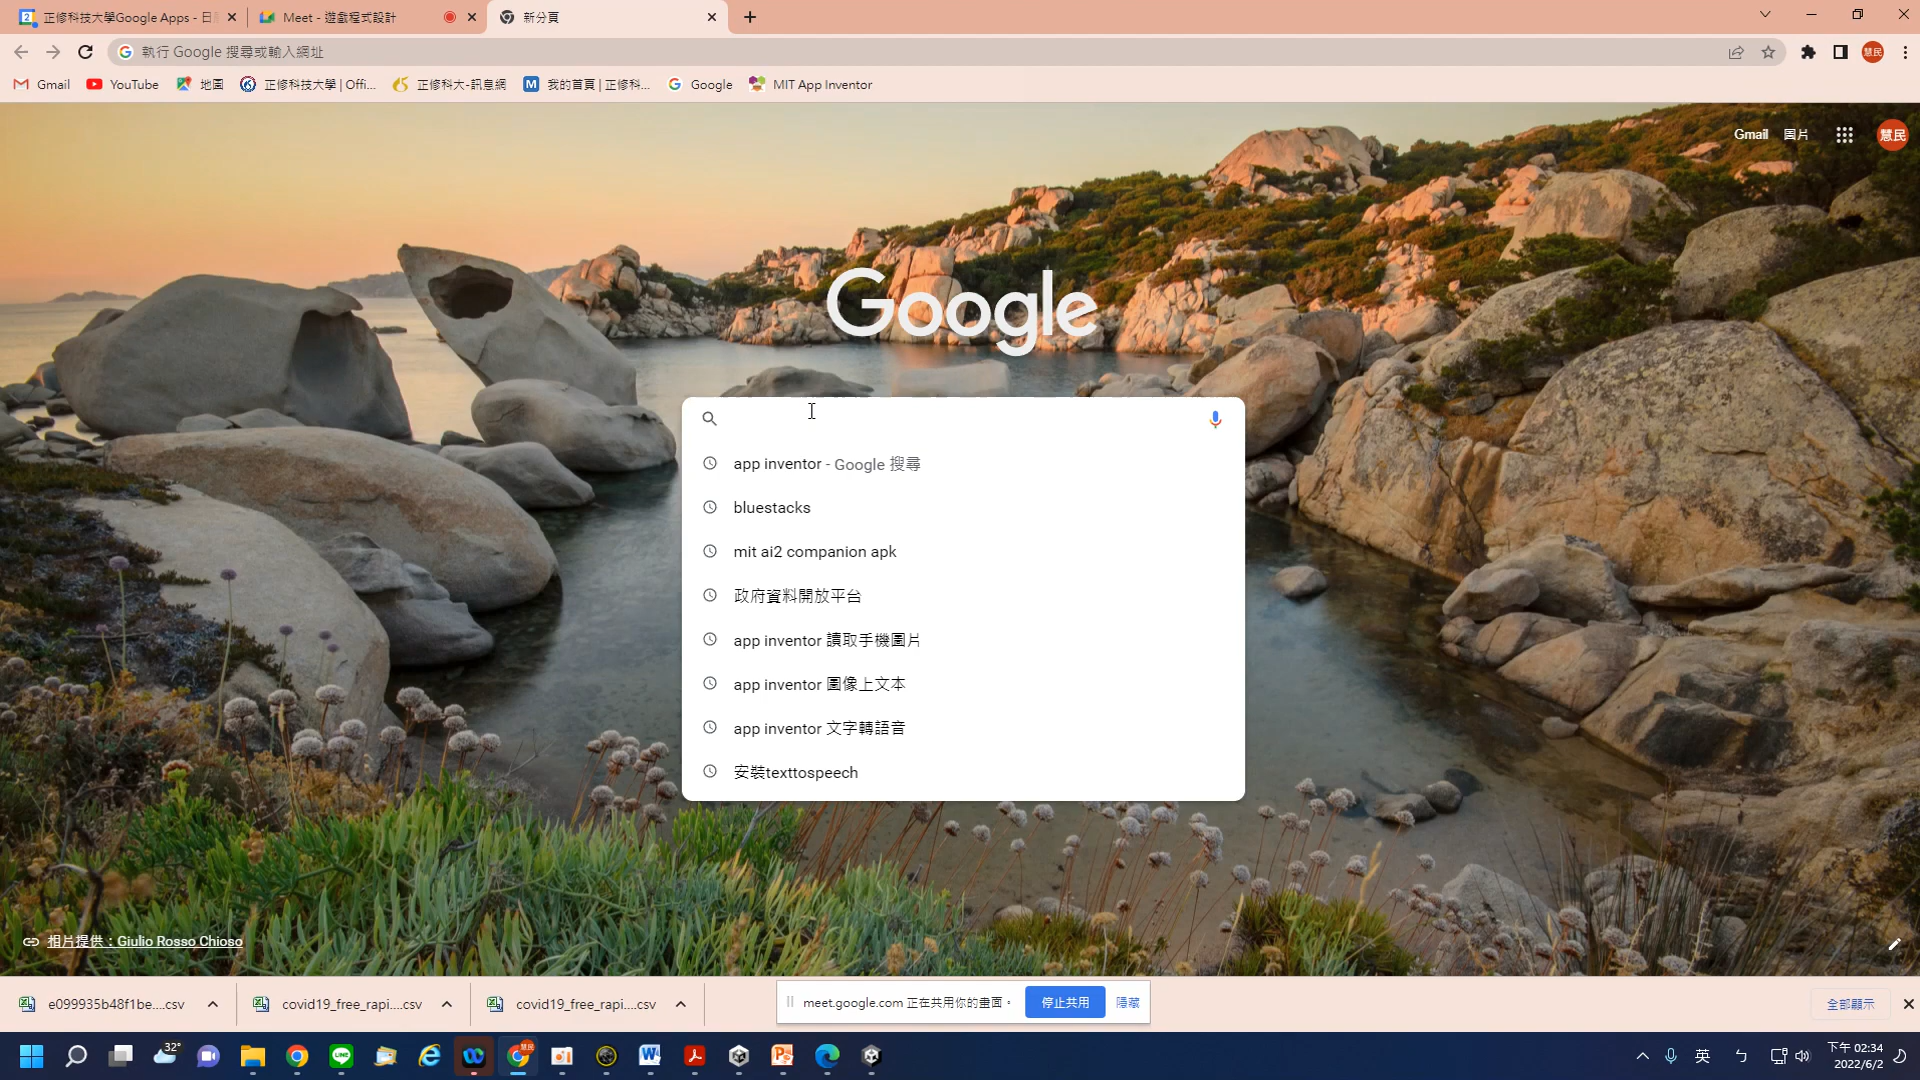 正修科技大學Google Apps - 日
Meet - 遊戲程式設計
新分頁
執行 Google 搜尋或輸入網址
慧民
Gmail
YouTube
地圖
正修科技大學 | Offi...
正修科大-訊息網
我的首頁 | 正修科...
Google
MIT App Inventor
Gmail
圖片
慧民
Google
app inventor - Google 搜尋
bluestacks
mit ai2 companion apk
政府資料開放平台
app inventor 讀取手機圖片
app inventor 圖像上文本
app inventor 文字轉語音
安裝texttospeech
相片提供：Giulio Rosso Chioso
e099935b48f1be....csv
covid19_free_rapi....csv
covid19_free_rapi....csv
meet.google.com 正在共用你的畫面。
停止共用
隱藏
全部顯示
32°
英
下午 02:34
2022/6/2